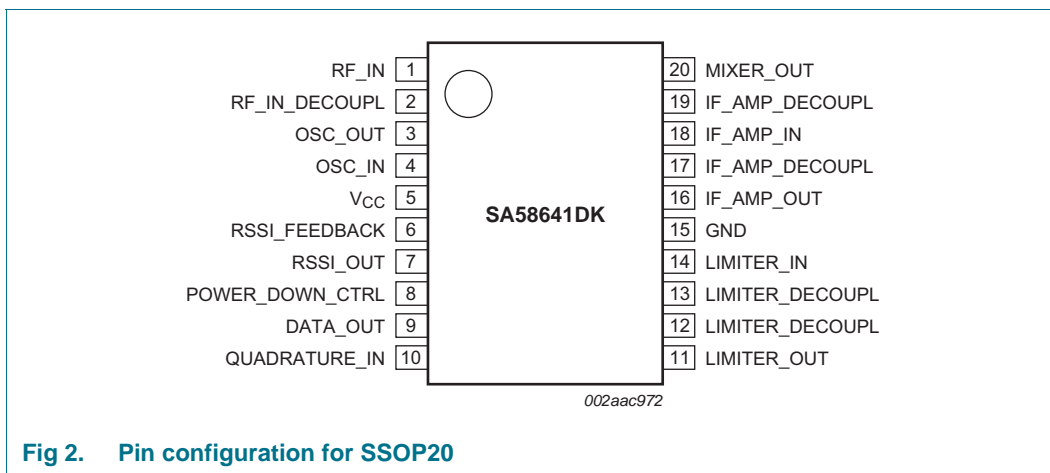 RF_IN 1
RF_IN_DECOUPL 2
OSC_OUT 3
OSC_IN 4
VCC 5
RSSI_FEEDBACK 6
RSSI_OUT 7
POWER_DOWN_CTRL 8
DATA_OUT 9
QUADRATURE_IN 10
SA58641DK
20 MIXER_OUT
19 IF_AMP_DECOUPL
18 IF_AMP_IN
17 IF_AMP_DECOUPL
16 IF_AMP_OUT
15 GND
14 LIMITER_IN
13 LIMITER_DECOUPL
12 LIMITER_DECOUPL
11 LIMITER_OUT
002aac972
Fig 2. Pin configuration for SSOP20